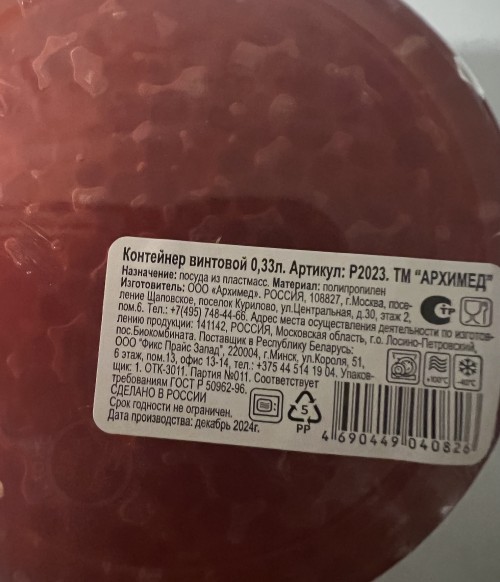 Контейнер винтовой 0,33л. Артикул: Р2023. ТМ "АРХИМЕД"
Назначение: посуда из пластмасс. Материал: полипропилен
Изготовитель: ООО «Архимед». РОССИЯ, 108827, г.Москва, посе-
ление Щаповское, поселок Курилово, ул.Центральная, д.30, этаж 2,
пом.6. Тел.: +7(495) 748-44-66. Адрес места осуществления деятельности по изготов-
лению продукции: 141142, РОССИЯ, Московская область, г.о. Лосино-Петровский,
пос.Биокомбината. Поставщик в Республику Беларусь:
ООО "Фикс Прайс Запад", 220004, г.Минск, ул.Короля, 51,
6 этаж, пом.13, офис 13-14, тел.: +375 44 514 19 04. Упаков-
щик: 1. ОТК-3011. Партия №011. Соответствует
требованиям ГОСТ Р 50962-96.
СДЕЛАНО В РОССИИ
Срок годности не ограничен.
Дата производства: декабрь 2024г.
СТР
+100°C
-40°C
5
PP
4 690449 040826